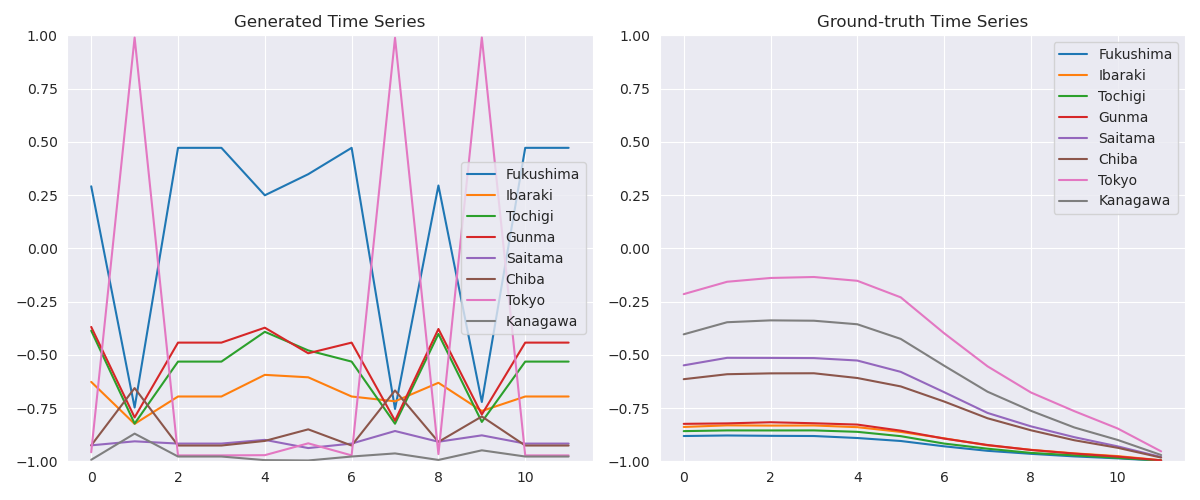 Generated Time Series
1.00
0.75
0.50
0.25
0.00
−0.25
−0.50
−0.75
−1.00
0 2 4 6 8 10
Fukushima
Ibaraki
Tochigi
Gunma
Saitama
Chiba
Tokyo
Kanagawa
Ground-truth Time Series
1.00
0.75
0.50
0.25
0.00
−0.25
−0.50
−0.75
−1.00
0 2 4 6 8 10
Fukushima
Ibaraki
Tochigi
Gunma
Saitama
Chiba
Tokyo
Kanagawa